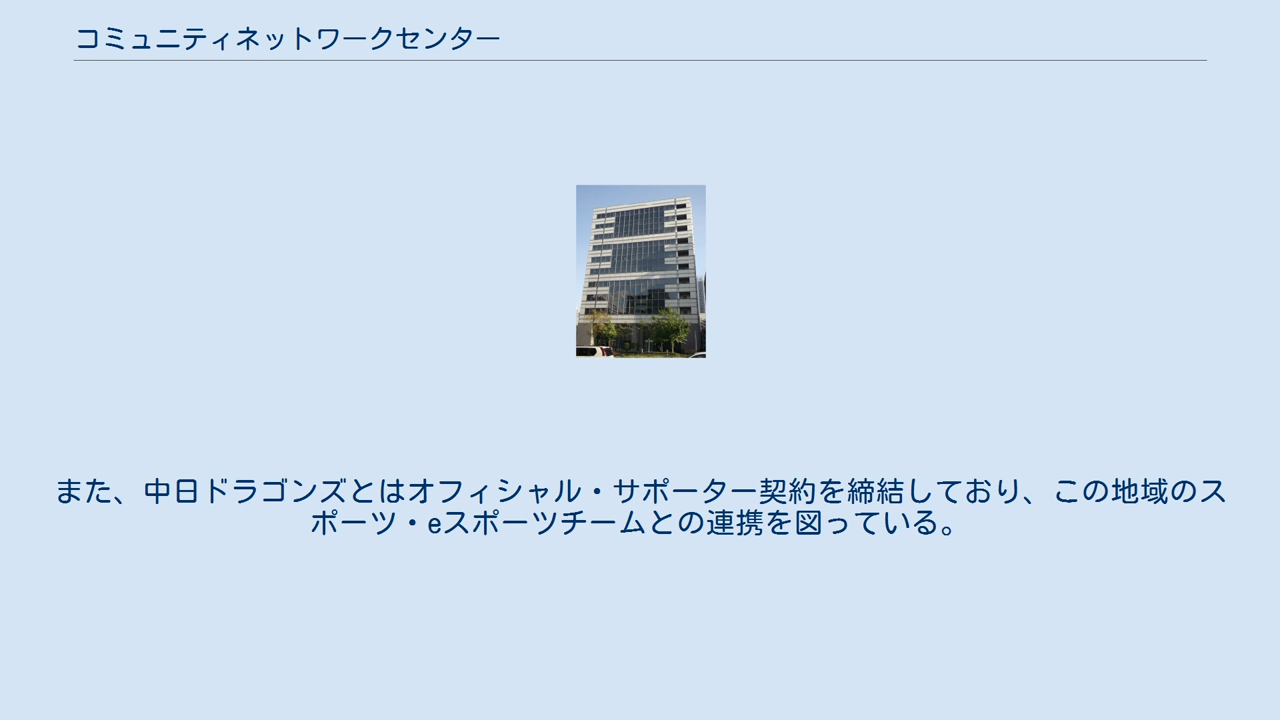 コミュニティネットワークセンター
また、中日ドラゴンズとはオフィシャル・サポーター契約を締結しており、この地域のス
ポーツ・eスポーツチームとの連携を図っている。